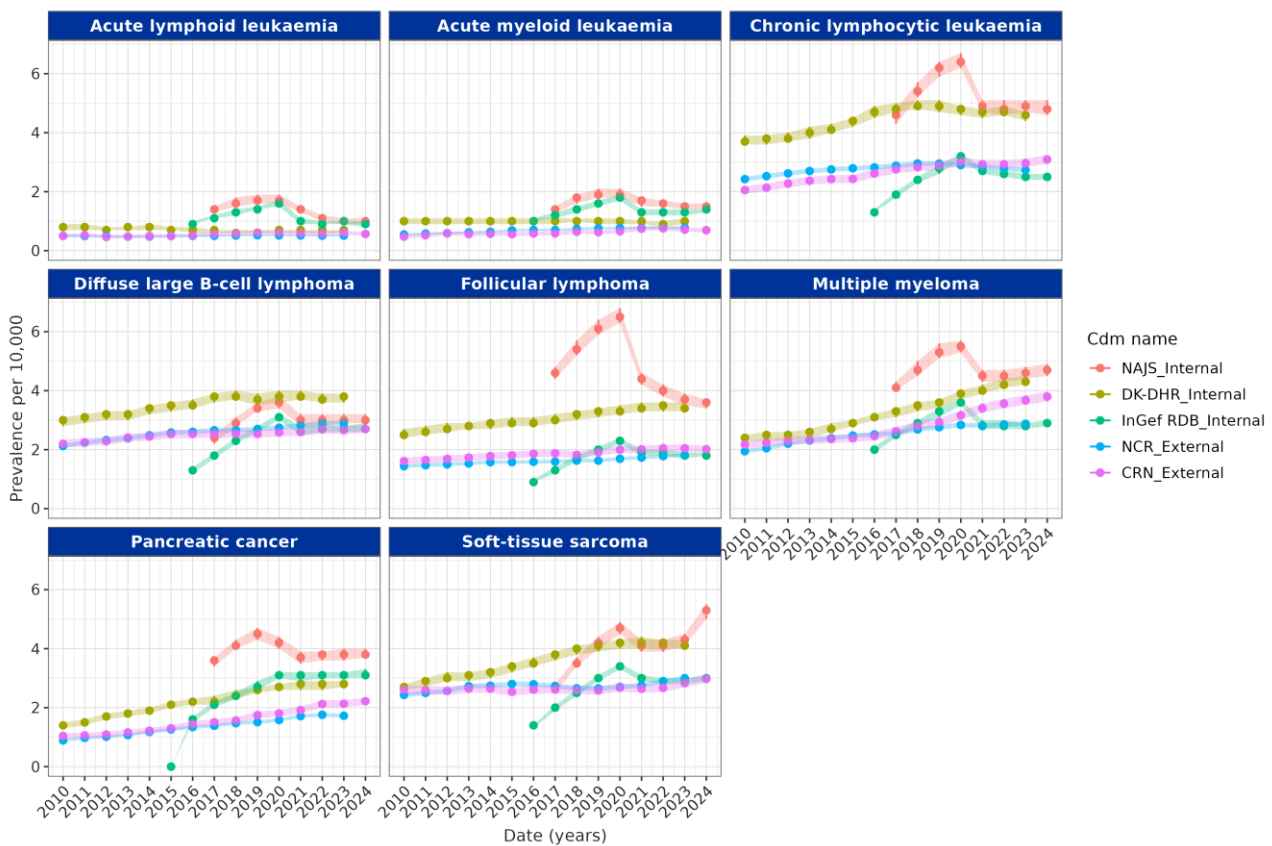 Acute lymphoid leukaemia
Acute myeloid leukaemia
Chronic lymphocytic leukaemia
6
4
2
0
Diffuse large B-cell lymphoma
Follicular lymphoma
Multiple myeloma
6
4
2
0
Prevalence per 10,000
Cdm name
NAJS_Internal
DK-DHR_Internal
InGef RDB_Internal
NCR_External
CRN_External
2010 2011 2012 2013 2014 2015 2016 2017 2018 2019 2020 2021 2022 2023 2024
Pancreatic cancer
Soft-tissue sarcoma
6
4
2
0
2010 2011 2012 2013 2014 2015 2016 2017 2018 2019 2020 2021 2022 2023 2024
2010 2011 2012 2013 2014 2015 2016 2017 2018 2019 2020 2021 2022 2023 2024
Date (years)